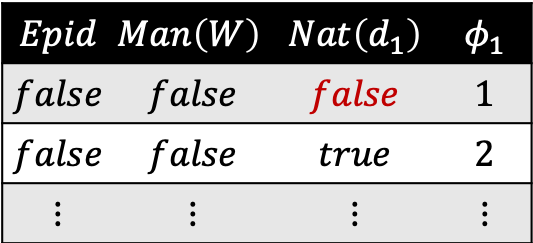 Epid Man(W) Nat(d₁) ϕ₁
false false false 1
false false true 2
⋮ ⋮ ⋮ ⋮